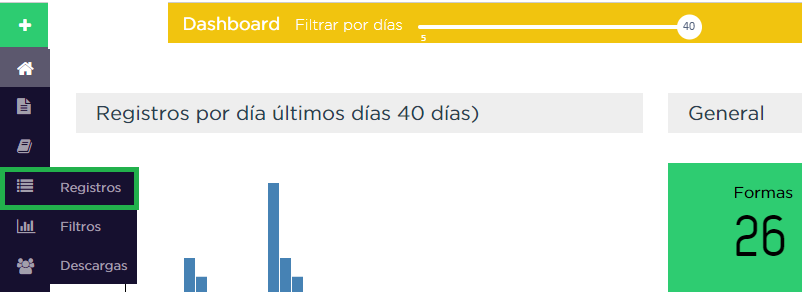 Dashboard Filtrar por días
5
40
Registros por día últimos días 40 días)
General
Registros
Filtros
Descargas
Formas
26